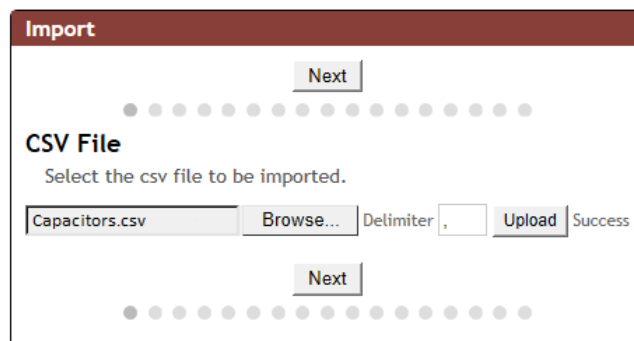 Import
Next
CSV File
Select the csv file to be imported.
Capacitors.csv Browse... Delimiter , Upload Success
Next